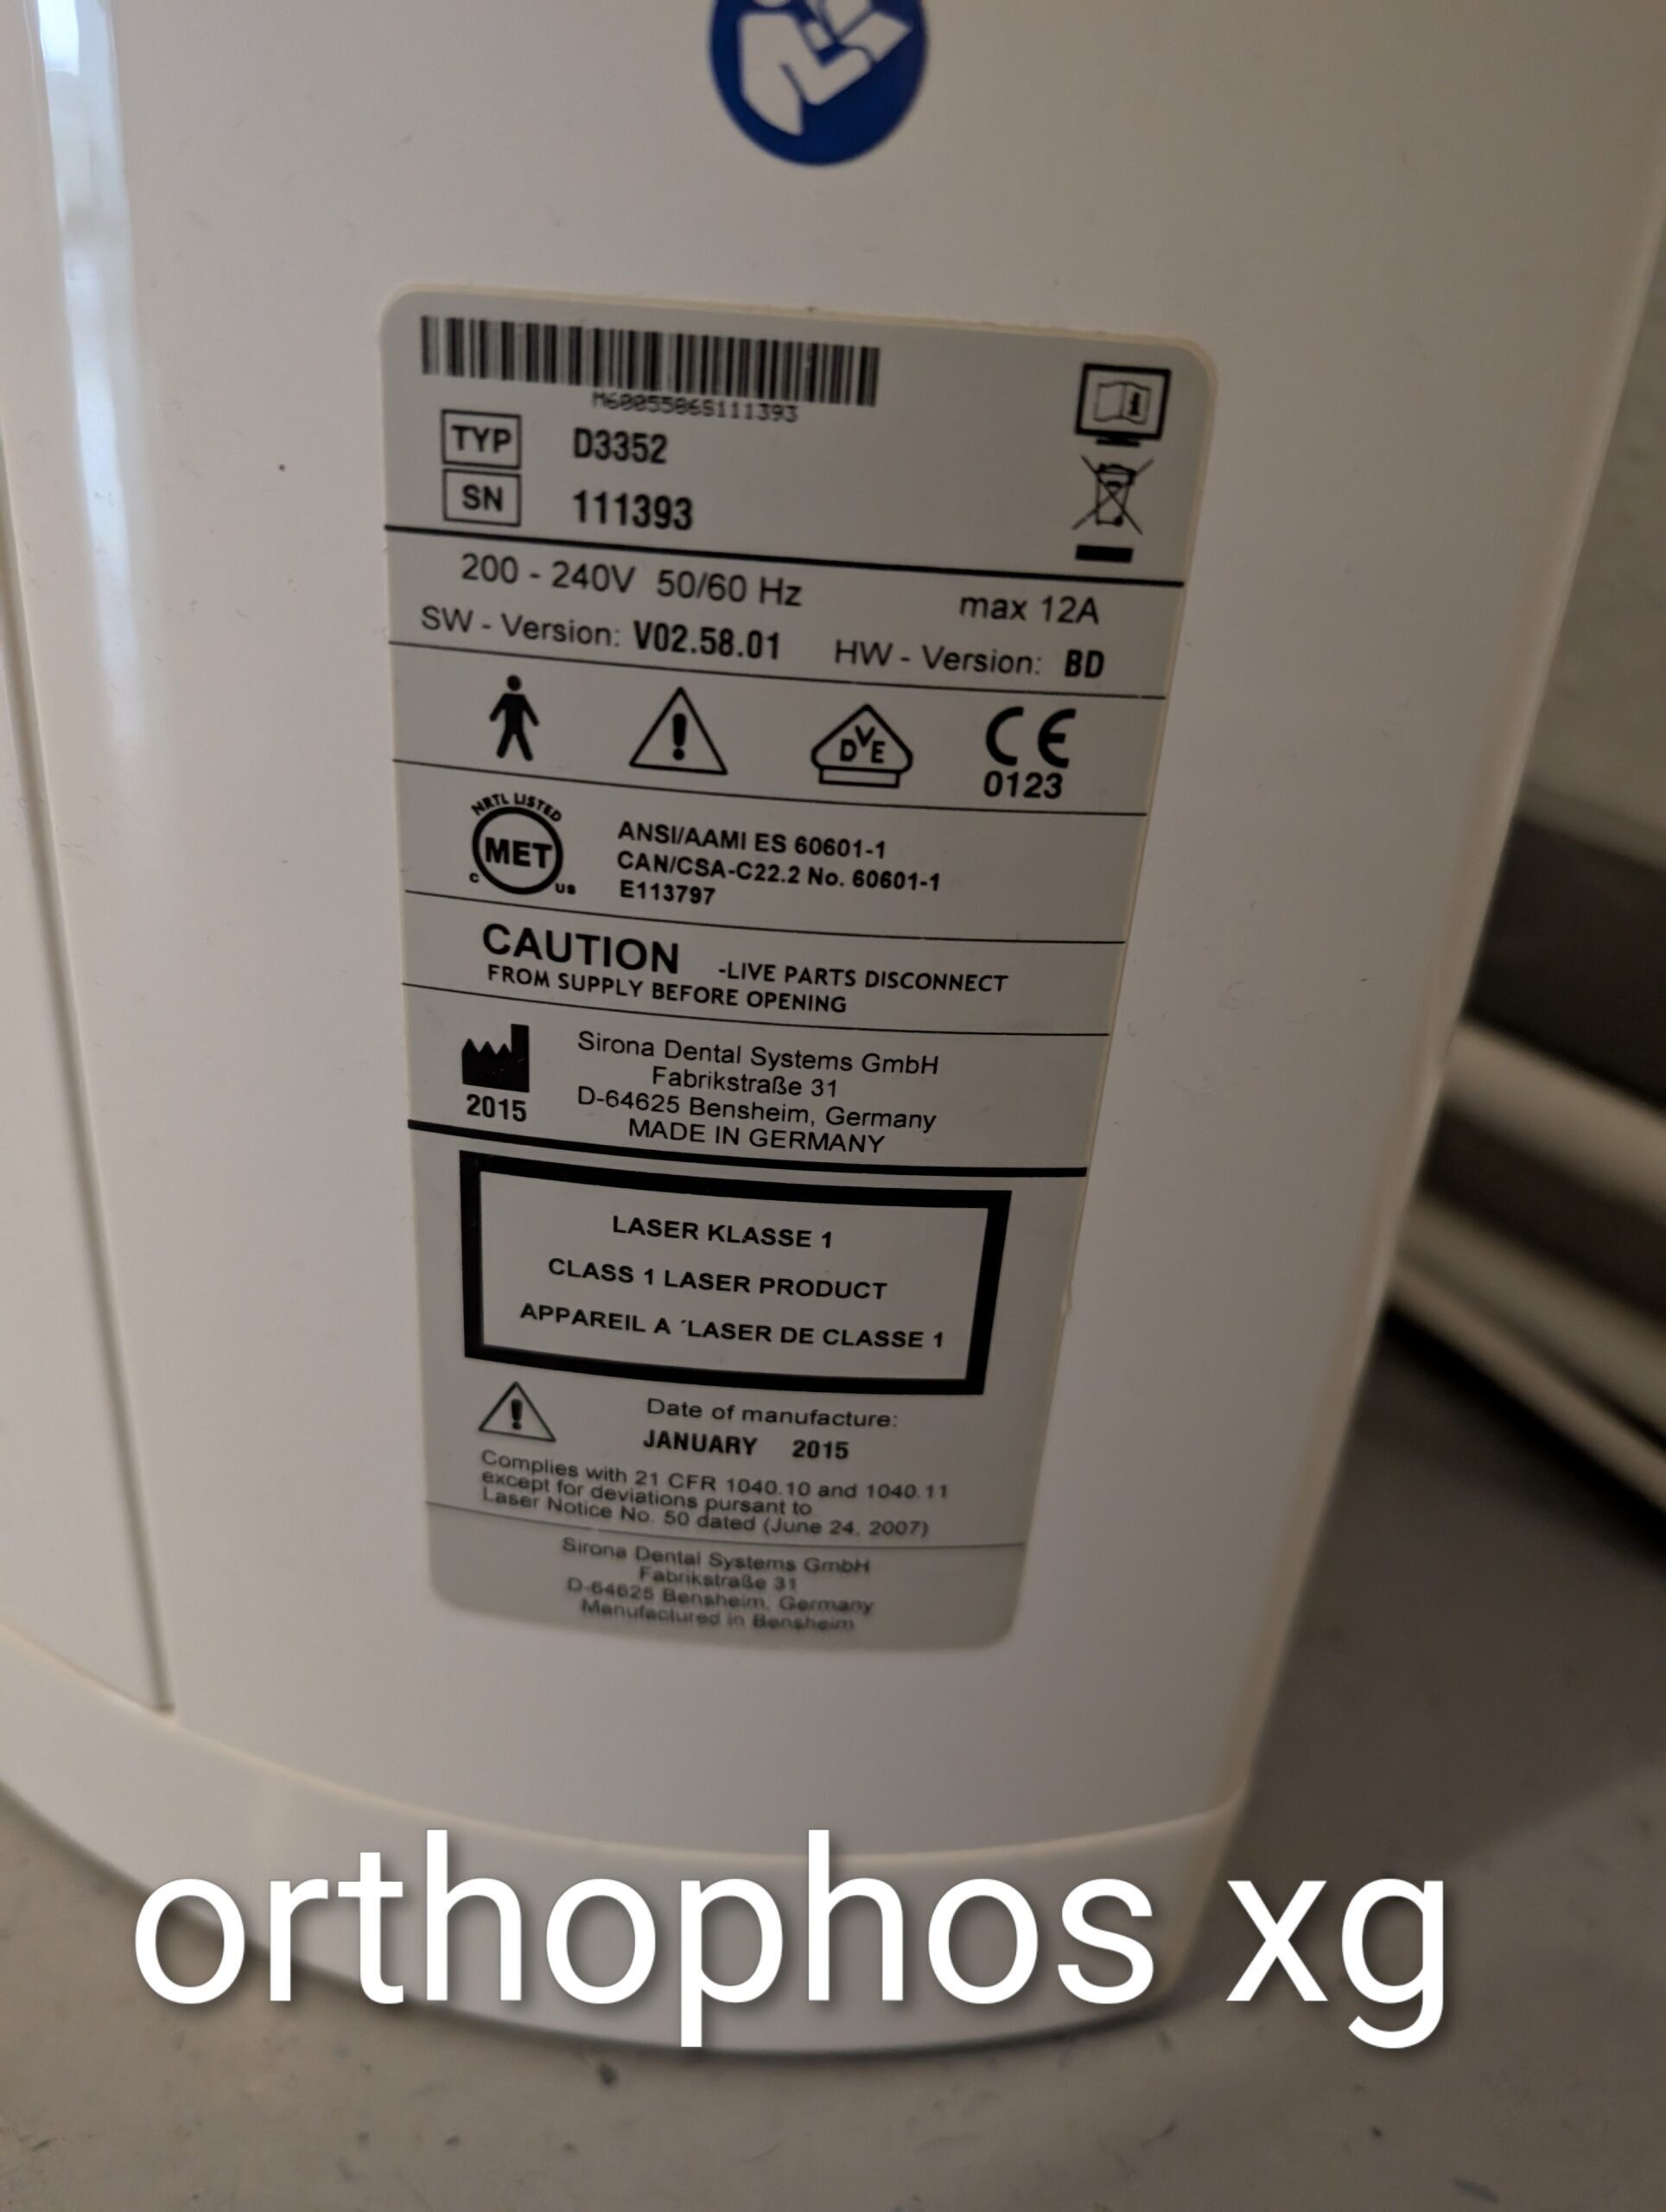 M6005506S111393
TYP D3352
SN 111393
200 - 240V 50/60 Hz max 12A
SW - Version: V02.58.01 HW - Version: BD
DVE
CE
0123
NRTL LISTED
MET
C US
ANSI/AAMI ES 60601-1
CAN/CSA-C22.2 No. 60601-1
E113797
CAUTION -LIVE PARTS DISCONNECT
FROM SUPPLY BEFORE OPENING
2015
Sirona Dental Systems GmbH
Fabrikstraße 31
D-64625 Bensheim, Germany
MADE IN GERMANY
LASER KLASSE 1
CLASS 1 LASER PRODUCT
APPAREIL A ´LASER DE CLASSE 1
Date of manufacture:
JANUARY 2015
Complies with 21 CFR 1040.10 and 1040.11
except for deviations pursuant to
Laser Notice No. 50 dated (June 24, 2007)
Sirona Dental Systems GmbH
Fabrikstraße 31
D-64625 Bensheim, Germany
Manufactured in Bensheim
orthophos xg